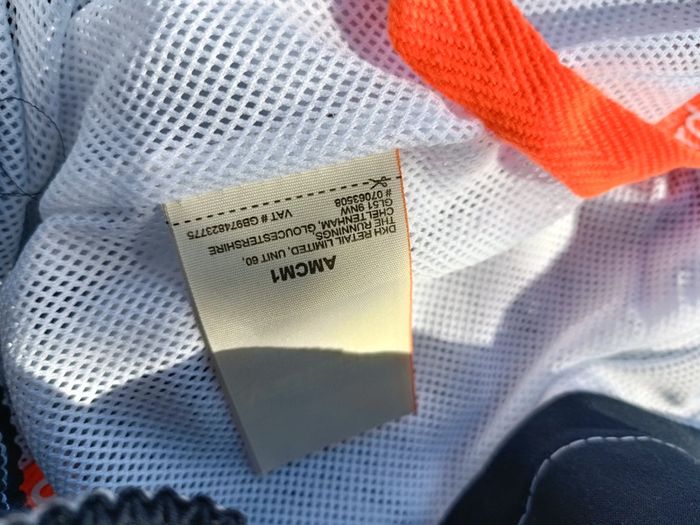 AMCM1
DKH RETAIL LIMITED, UNIT 60,
THE RUNNINGS,
CHELTENHAM, GLOUCESTERSHIRE
GL51 9NW
# 07063508
VAT # GB974823775